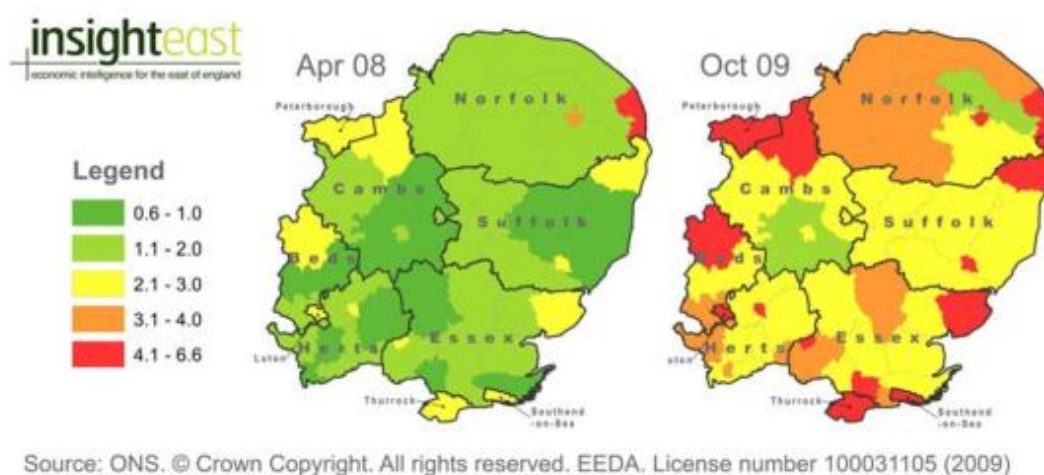 insighteast
economic intelligence for the east of england
Apr 08
Oct 09
Legend
0.6 - 1.0
1.1 - 2.0
2.1 - 3.0
3.1 - 4.0
4.1 - 6.6
Peterborough
Norfolk
Cambs
Suffolk
Beds
Essex
Herts
Luton
Thurrock
Southend
-on-Sea
Peterborough
Norfolk
Cambs
Suffolk
Beds
Essex
Herts
uton
Thurrock
Southend
-on-Sea
Source: ONS. © Crown Copyright. All rights reserved. EEDA. License number 100031105 (2009)